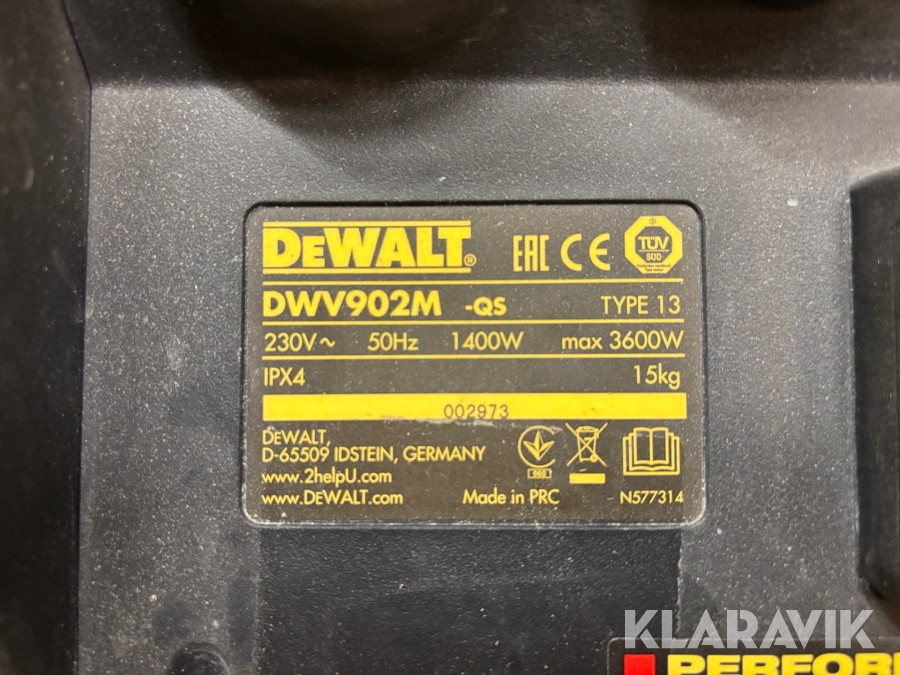 DEWALT®
EAC CE TÜV SÜD
DWV902M -QS TYPE 13
230V~ 50Hz 1400W max 3600W
IPX4 15kg
002973
DEWALT,
D-65509 IDSTEIN, GERMANY
www.2helpU.com
www.DEWALT.com Made in PRC N577314
KLARAVIK
PERFOR